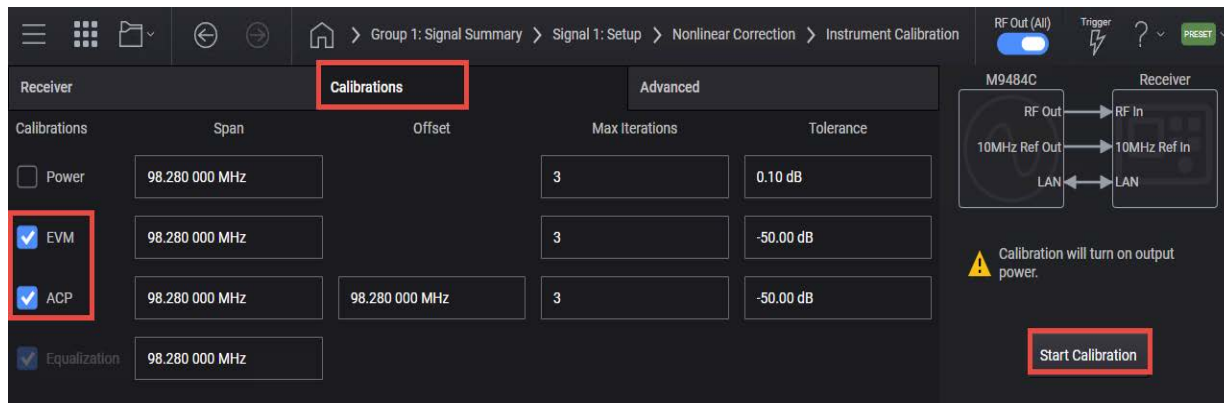 Group 1: Signal Summary > Signal 1: Setup > Nonlinear Correction > Instrument Calibration
RF Out (All)
Trigger
?
PRESET
Receiver
Calibrations
Advanced
Calibrations Span Offset Max Iterations Tolerance
Power 98.280 000 MHz 3 0.10 dB
EVM 98.280 000 MHz 3 -50.00 dB
ACP 98.280 000 MHz 98.280 000 MHz 3 -50.00 dB
Equalization 98.280 000 MHz
M9484C Receiver
RF Out RF In
10MHz Ref Out 10MHz Ref In
LAN LAN
Calibration will turn on output
power.
Start Calibration